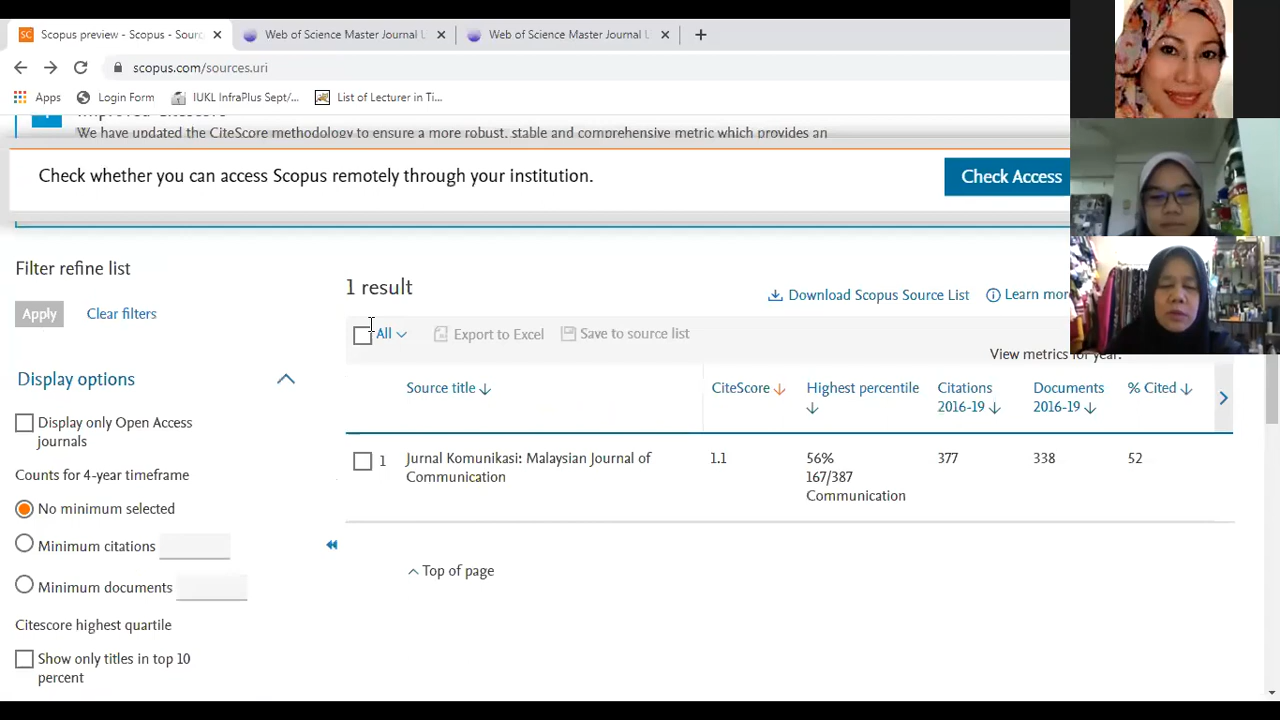 Scopus preview - Scopus - Sour
Web of Science Master Journal L
Web of Science Master Journal L
scopus.com/sources.uri
Apps
Login Form
IUKL InfraPlus Sept/...
List of Lecturer in Ti...
Improved CiteScore
We have updated the CiteScore methodology to ensure a more robust, stable and comprehensive metric which provides an
Check whether you can access Scopus remotely through your institution.
Check Access
Filter refine list
Apply
Clear filters
Display options
Display only Open Access
journals
Counts for 4-year timeframe
No minimum selected
Minimum citations
Minimum documents
Citescore highest quartile
Show only titles in top 10
percent
1 result
Download Scopus Source List
Learn mor
All
Export to Excel
Save to source list
View metrics for year:
Source title
CiteScore
Highest percentile
Citations
2016-19
Documents
2016-19
% Cited
1
Jurnal Komunikasi: Malaysian Journal of
Communication
1.1
56%
167/387
Communication
377
338
52
Top of page